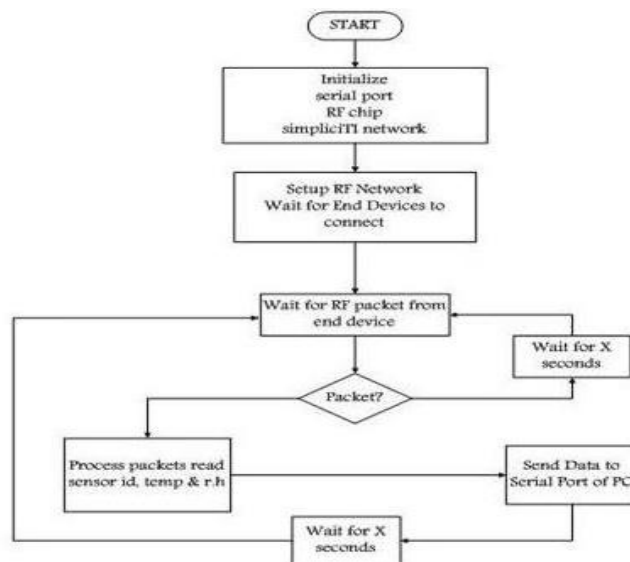 START
Initialize
serial port
RF chip
simpliciTI network
Setup RF Network
Wait for End Devices to
connect
Wait for RF packet from
end device
Wait for X
seconds
Packet?
Process packets read
sensor id, temp & r.h
Send Data to
Serial Port of PC
Wait for X
seconds